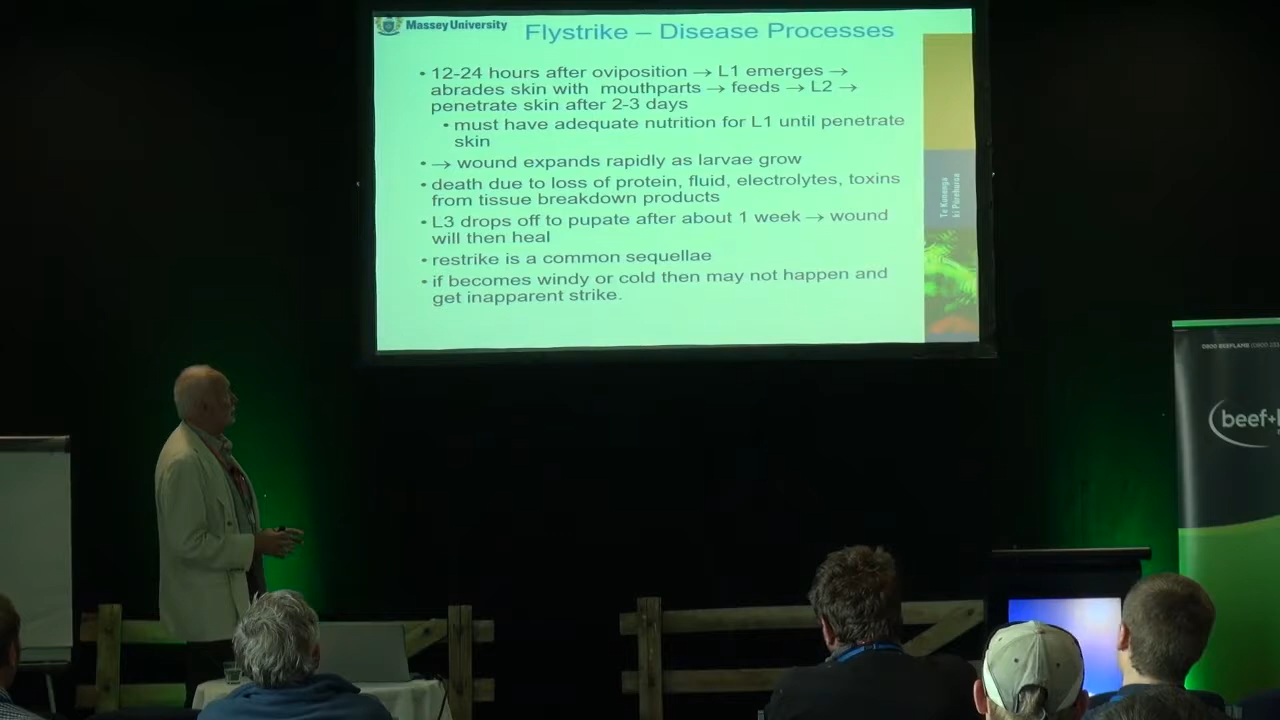 Massey University
Flystrike – Disease Processes
• 12-24 hours after oviposition → L1 emerges →
abrades skin with mouthparts → feeds → L2 →
penetrate skin after 2-3 days
• must have adequate nutrition for L1 until penetrate
skin
• → wound expands rapidly as larvae grow
• death due to loss of protein, fluid, electrolytes, toxins
from tissue breakdown products
• L3 drops off to pupate after about 1 week → wound
will then heal
• restrike is a common sequellae
• if becomes windy or cold then may not happen and
get inapparent strike.
Te Kunenga
ki Pūrehuroa
0800 BEEFLAMB (0800 233
beef+l